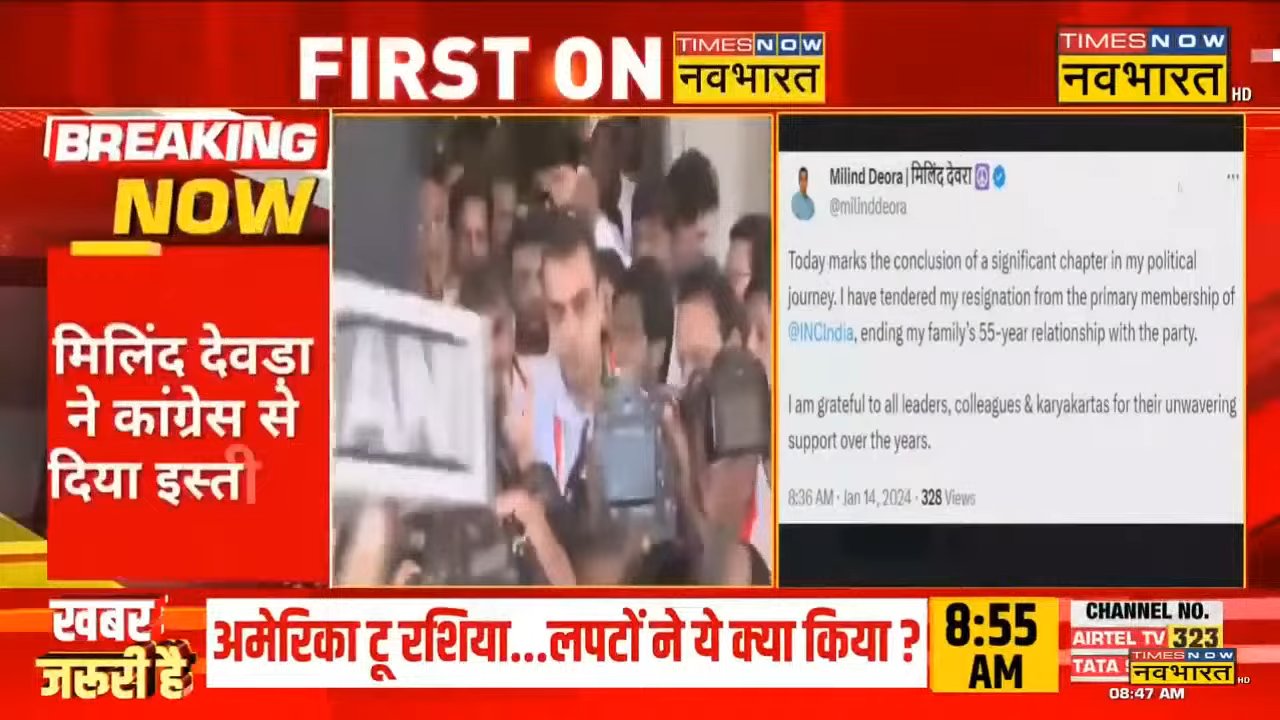 FIRST ON
TIMES NOW
नवभारत
TIMES NOW
नवभारत
HD
BREAKING
NOW
मिलिंद देवड़ा
ने कांग्रेस से
दिया इस्ती
Milind Deora | मिलिंद देवरा
@milinddeora
Today marks the conclusion of a significant chapter in my political
journey. I have tendered my resignation from the primary membership of
@INCIndia, ending my family's 55-year relationship with the party.
I am grateful to all leaders, colleagues & karyakartas for their unwavering
support over the years.
8:36 AM · Jan 14, 2024 · 328 Views
खबर
जरूरी है
अमेरिका टू रशिया...लपटों ने ये क्या किया ?
8:55
AM
CHANNEL NO.
AIRTEL TV 323
TATA
TIMES NOW
नवभारत
HD
08:47 AM